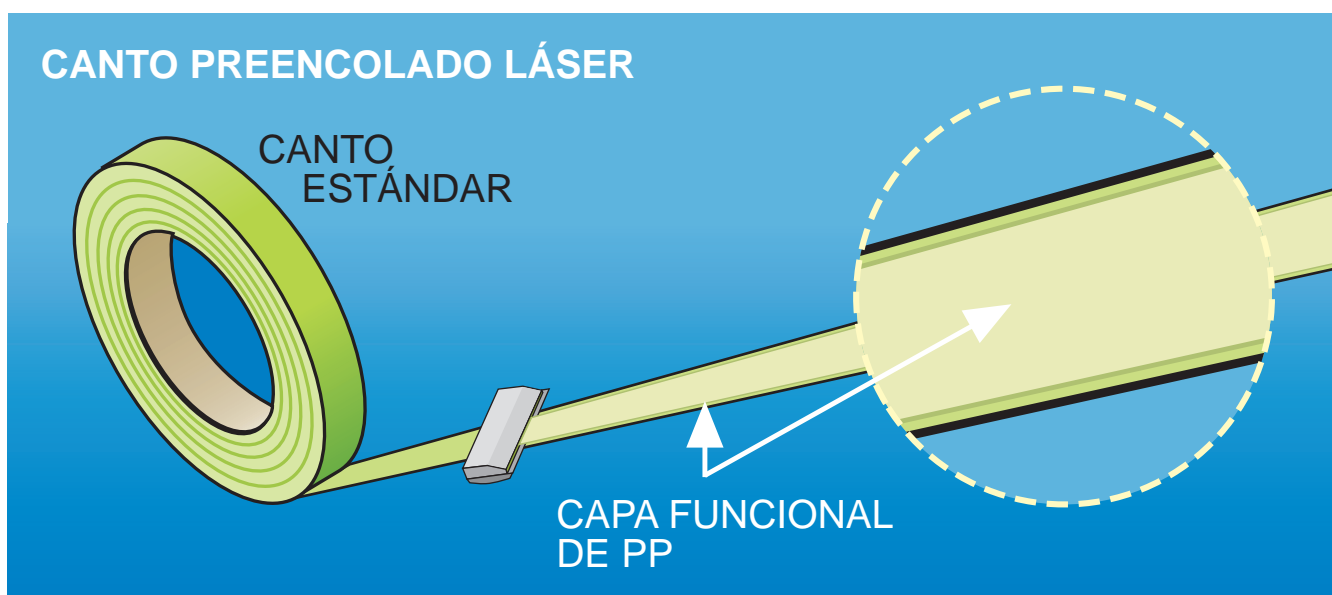 CANTO PREENCOLADO LÁSER
CANTO
ESTÁNDAR
CAPA FUNCIONAL
DE PP